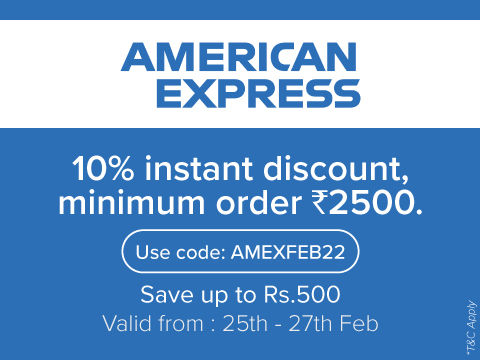 AMERICAN
EXPRESS
10% instant discount,
minimum order ₹2500.
Use code: AMEXFEB22
Save up to Rs.500
Valid from : 25th - 27th Feb
*T&C Apply